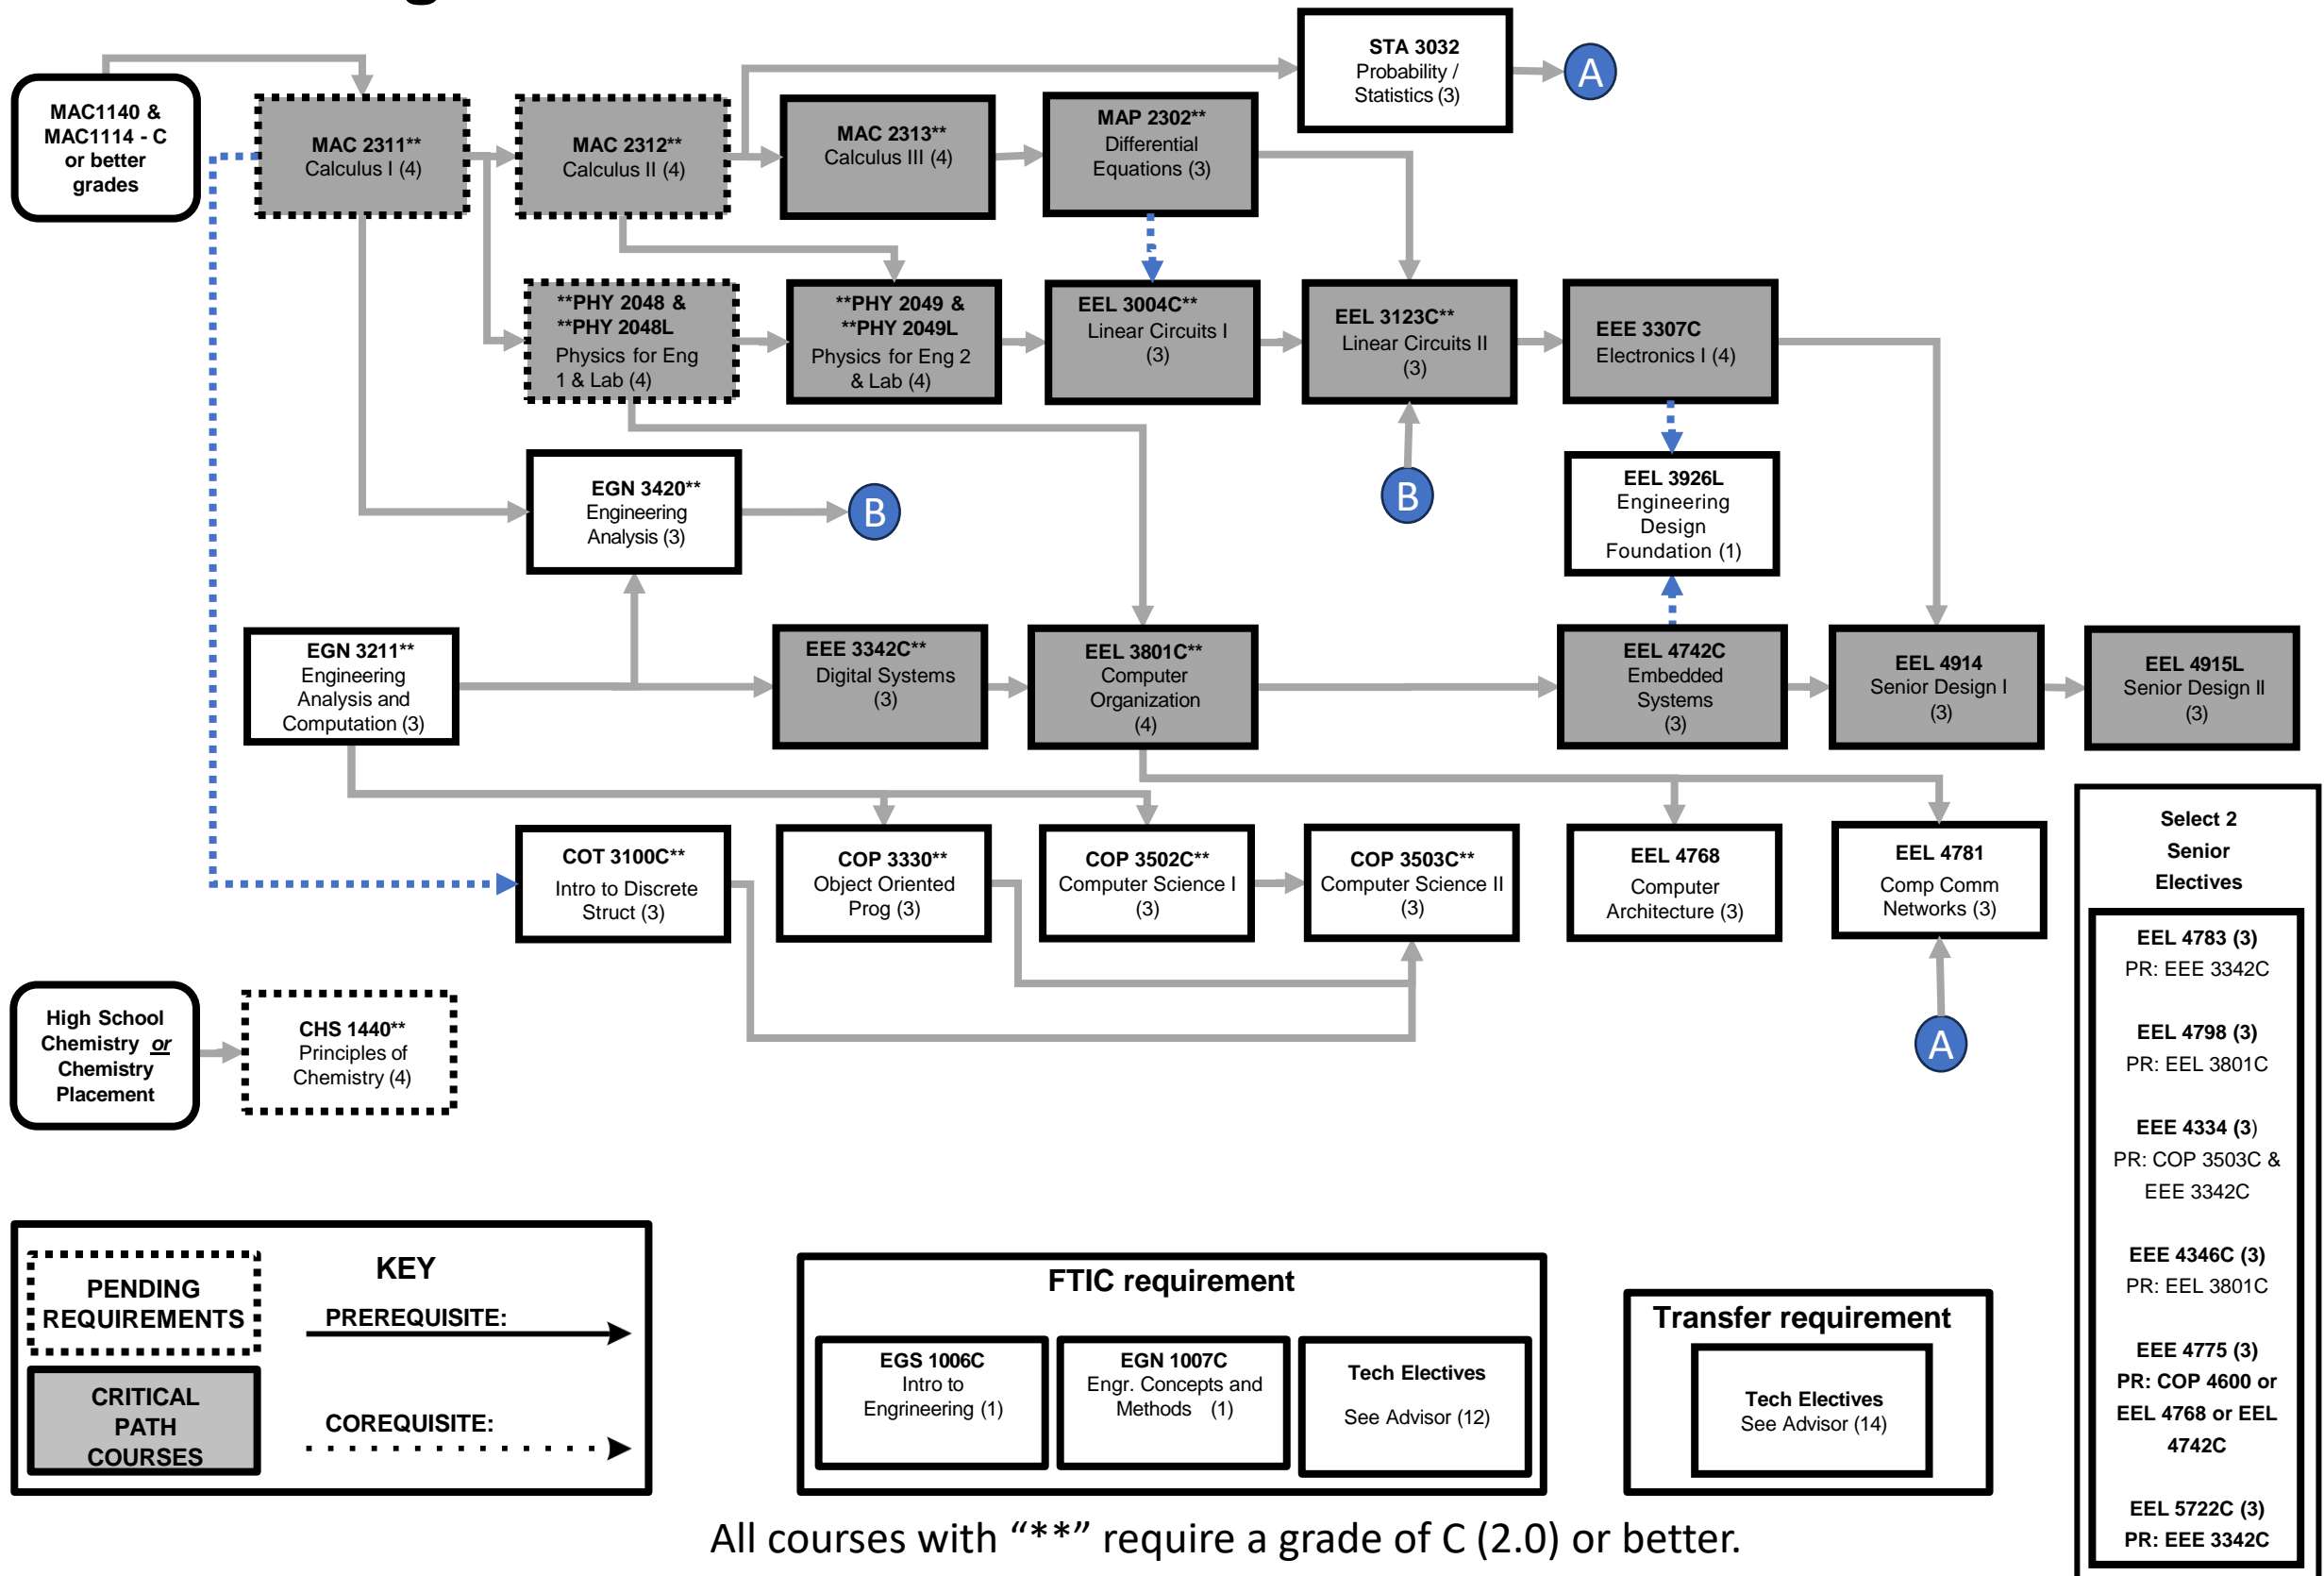 g
STA 3032
Probability /
Statistics (3)
A
MAC1140 &
MAC1114 - C
or better
grades
MAC 2311**
Calculus I (4)
MAC 2312**
Calculus II (4)
MAC 2313**
Calculus III (4)
MAP 2302**
Differential
Equations (3)
**PHY 2048 &
**PHY 2048L
Physics for Eng
1 & Lab (4)
**PHY 2049 &
**PHY 2049L
Physics for Eng 2
& Lab (4)
EEL 3004C**
Linear Circuits I
(3)
EEL 3123C**
Linear Circuits II
(3)
EEE 3307C
Electronics I (4)
EGN 3420**
Engineering
Analysis (3)
B
B
EEL 3926L
Engineering
Design
Foundation (1)
EGN 3211**
Engineering
Analysis and
Computation (3)
EEE 3342C**
Digital Systems
(3)
EEL 3801C**
Computer
Organization
(4)
EEL 4742C
Embedded
Systems
(3)
EEL 4914
Senior Design I
(3)
EEL 4915L
Senior Design II
(3)
COT 3100C**
Intro to Discrete
Struct (3)
COP 3330**
Object Oriented
Prog (3)
COP 3502C**
Computer Science I
(3)
COP 3503C**
Computer Science II
(3)
EEL 4768
Computer
Architecture (3)
EEL 4781
Comp Comm
Networks (3)
A
High School
Chemistry or
Chemistry
Placement
CHS 1440**
Principles of
Chemistry (4)
Select 2
Senior
Electives
EEL 4783 (3)
PR: EEE 3342C
EEL 4798 (3)
PR: EEL 3801C
EEE 4334 (3)
PR: COP 3503C &
EEE 3342C
EEE 4346C (3)
PR: EEL 3801C
EEE 4775 (3)
PR: COP 4600 or
EEL 4768 or EEL
4742C
EEL 5722C (3)
PR: EEE 3342C
KEY
PENDING
REQUIREMENTS
PREREQUISITE:
CRITICAL
PATH
COURSES
COREQUISITE:
FTIC requirement
EGS 1006C
Intro to
Engrineering (1)
EGN 1007C
Engr. Concepts and
Methods (1)
Tech Electives
See Advisor (12)
Transfer requirement
Tech Electives
See Advisor (14)
All courses with “**” require a grade of C (2.0) or better.